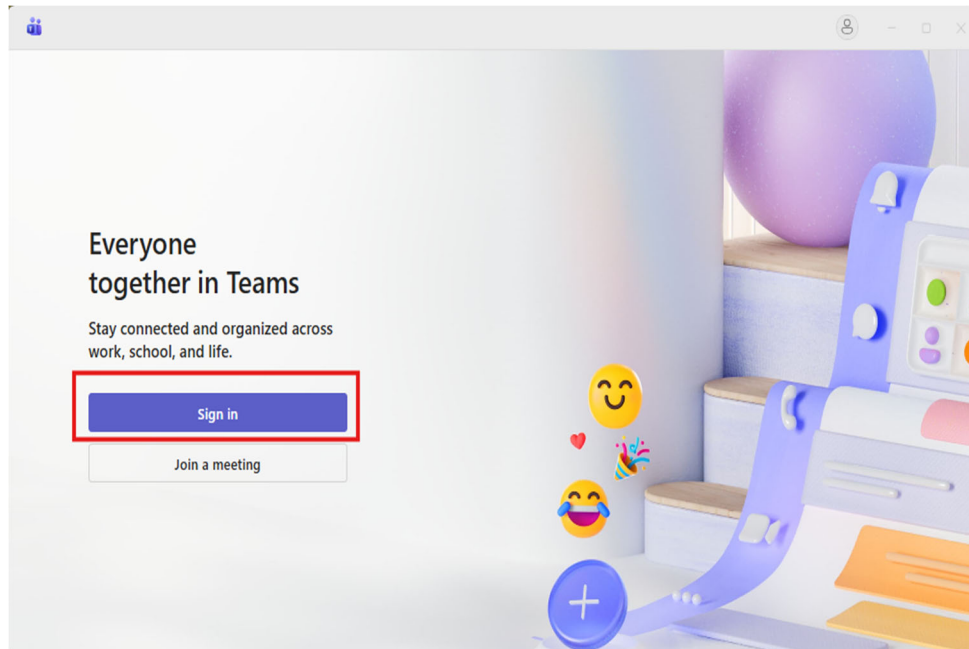 Everyone
together in Teams
Stay connected and organized across
work, school, and life.
Sign in
Join a meeting